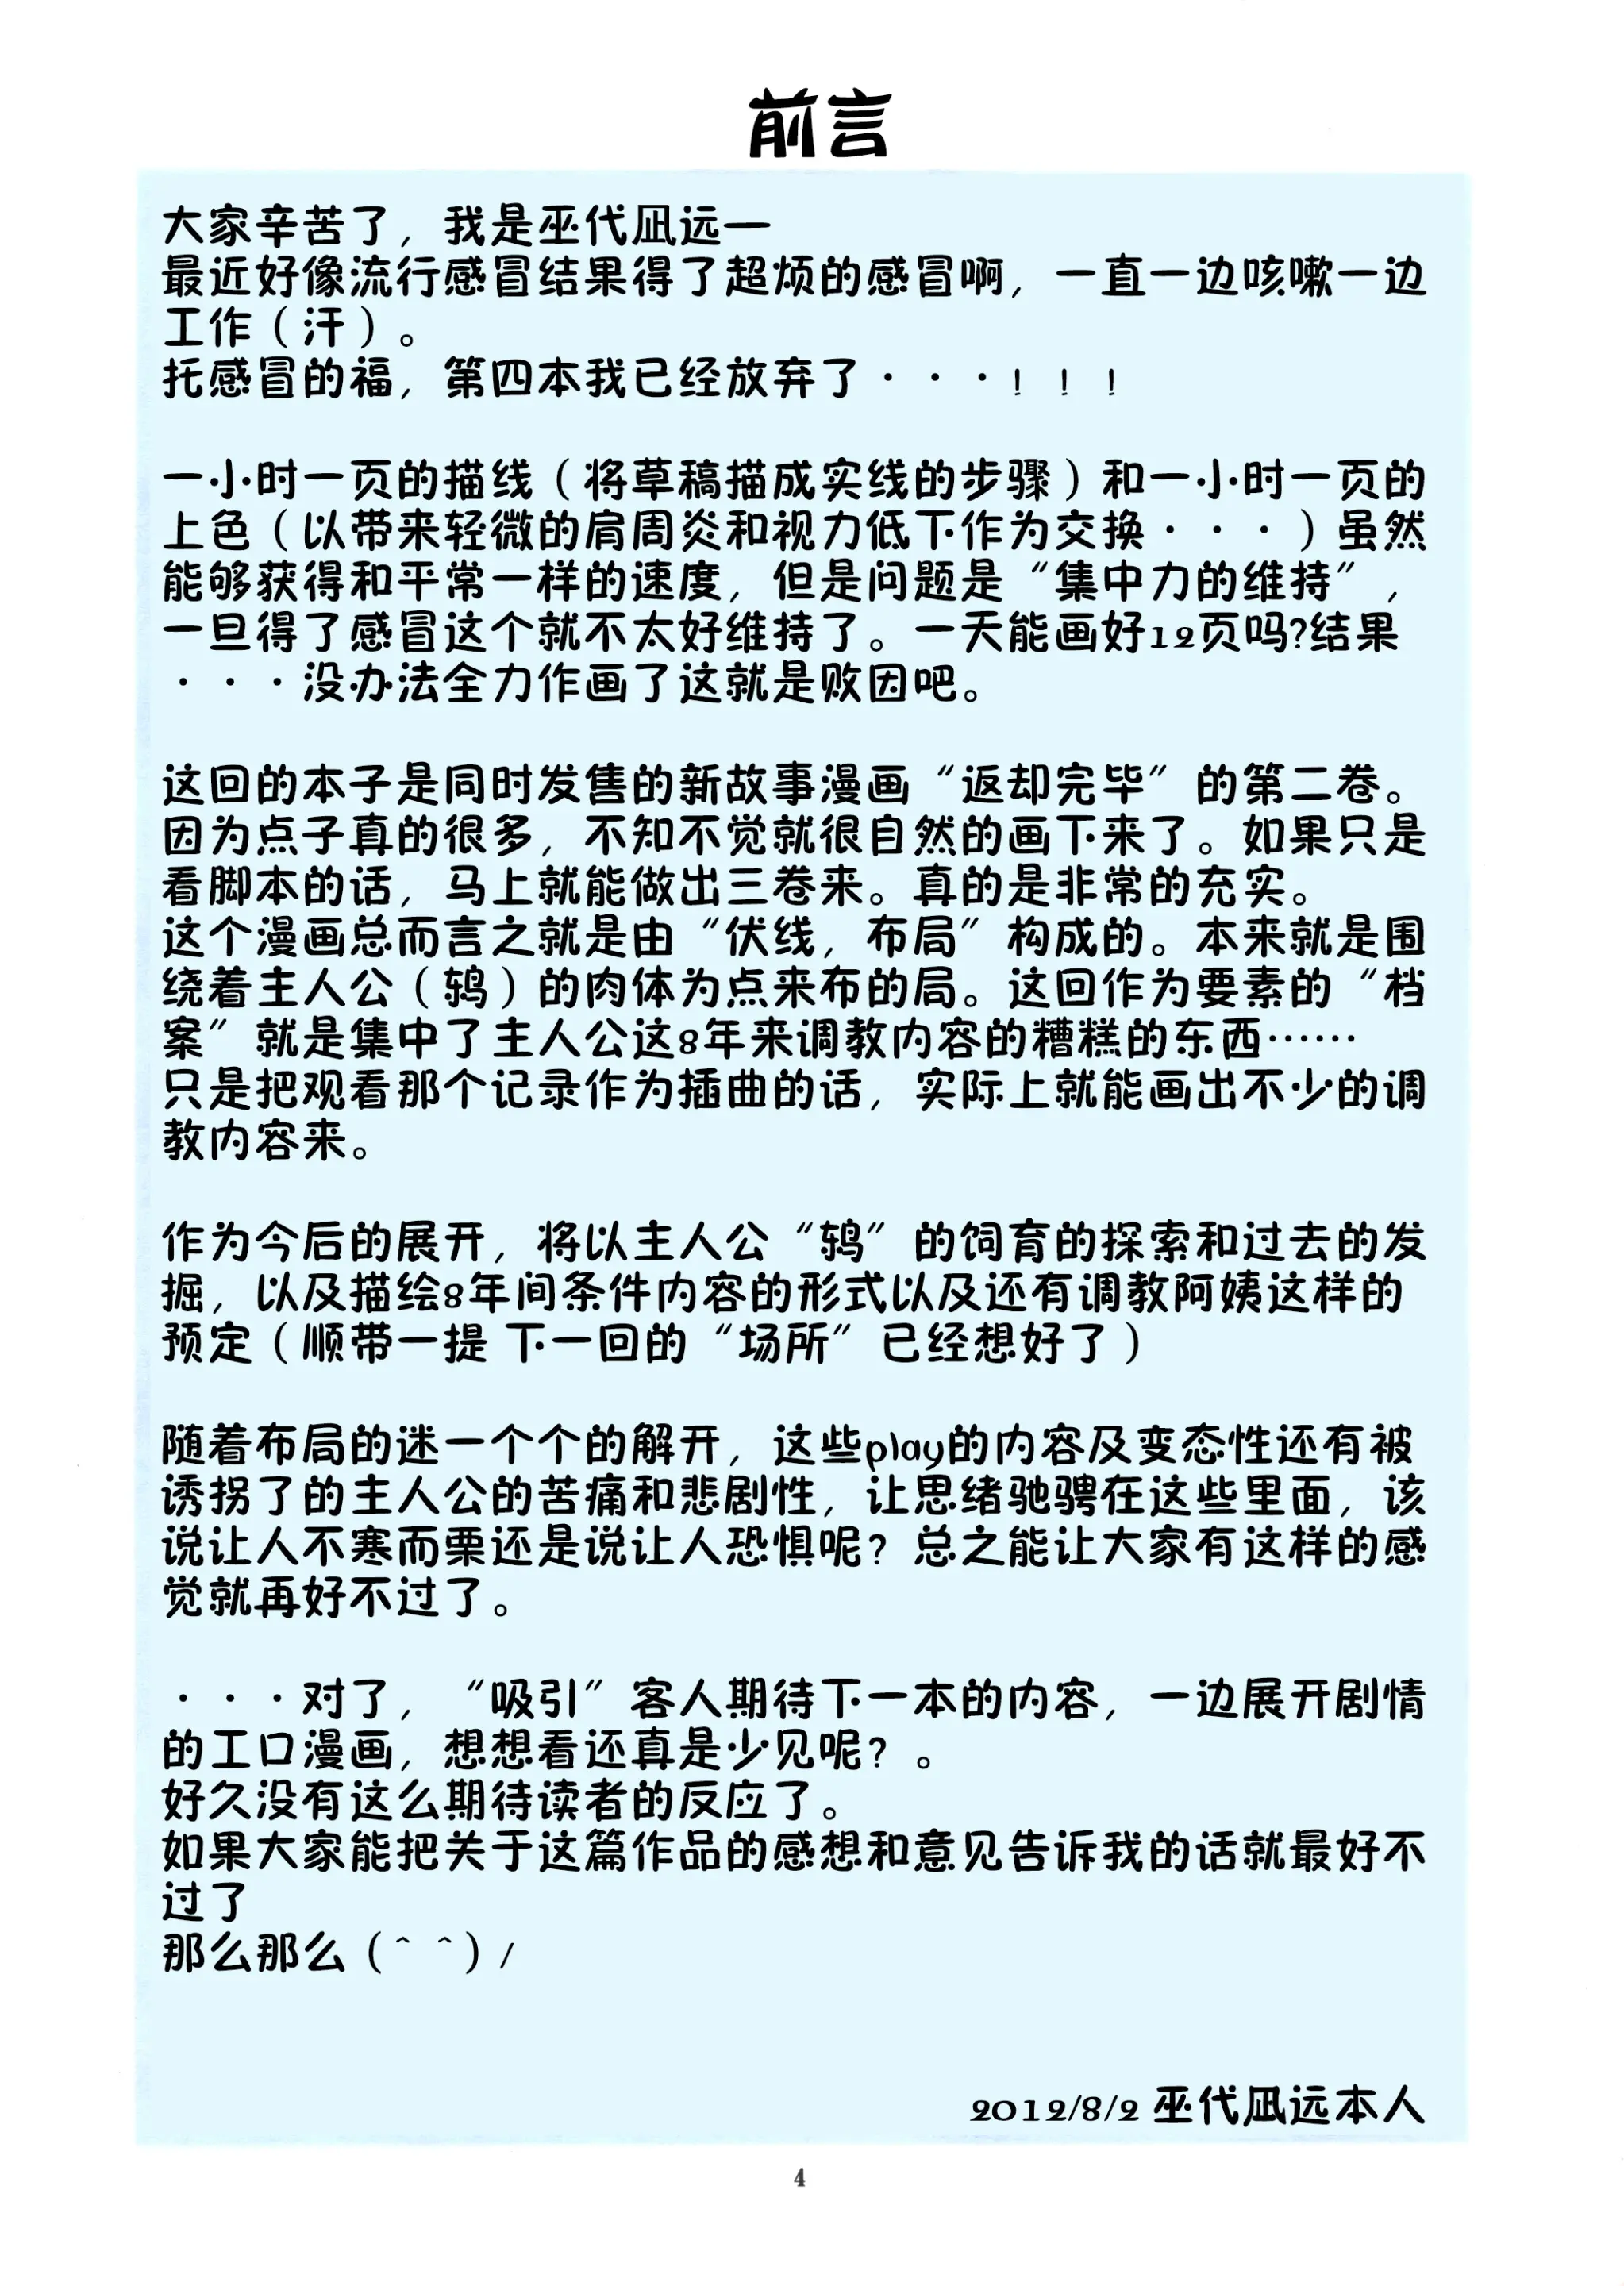 前言
大家辛苦了，我是巫代凪远—
最近好像流行感冒结果得了超烦的感冒啊，一直一边咳嗽一边
工作（汗）。
托感冒的福，第四本我已经放弃了・・・！！！
一小时一页的描线（将草稿描成实线的步骤）和一小时一页的
上色（以带来轻微的肩周炎和视力低下作为交换・・・）虽然
能够获得和平常一样的速度，但是问题是“集中力的维持”，
一旦得了感冒这个就不太好维持了。一天能画好12页吗?结果
・・・没办法全力作画了这就是败因吧。
这回的本子是同时发售的新故事漫画“返却完毕”的第二卷。
因为点子真的很多，不知不觉就很自然的画下来了。如果只是
看脚本的话，马上就能做出三卷来。真的是非常的充实。
这个漫画总而言之就是由“伏线，布局”构成的。本来就是围
绕着主人公（鸫）的肉体为点来布的局。这回作为要素的“档
案”就是集中了主人公这8年来调教内容的糟糕的东西……
只是把观看那个记录作为插曲的话，实际上就能画出不少的调
教内容来。
作为今后的展开，将以主人公“鸫”的饲育的探索和过去的发
掘，以及描绘8年间条件内容的形式以及还有调教阿姨这样的
预定（顺带一提 下一回的“场所”已经想好了）
随着布局的迷一个个的解开，这些play的内容及变态性还有被
诱拐了的主人公的苦痛和悲剧性，让思绪驰骋在这些里面，该
说让人不寒而栗还是说让人恐惧呢？总之能让大家有这样的感
觉就再好不过了。
・・・对了，“吸引”客人期待下一本的内容，一边展开剧情
的工口漫画，想想看还真是少见呢？。
好久没有这么期待读者的反应了。
如果大家能把关于这篇作品的感想和意见告诉我的话就最好不
过了
那么那么（＾ ＾）/
2012/8/2 巫代凪远本人
4